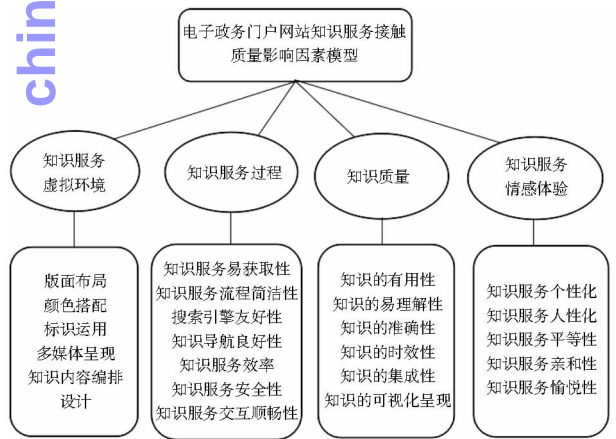 chin
电子政务门户网站知识服务接触
质量影响因素模型
知识服务
虚拟环境
知识服务过程
知识质量
知识服务
情感体验
版面布局
颜色搭配
标识运用
多媒体呈现
知识内容编排
设计
知识服务易获取性
知识服务流程简洁性
搜索引擎友好性
知识导航良好性
知识服务效率
知识服务安全性
知识服务交互顺畅性
知识的有用性
知识的易理解性
知识的准确性
知识的时效性
知识的集成性
知识的可视化呈现
知识服务个性化
知识服务人性化
知识服务平等性
知识服务亲和性
知识服务愉悦性